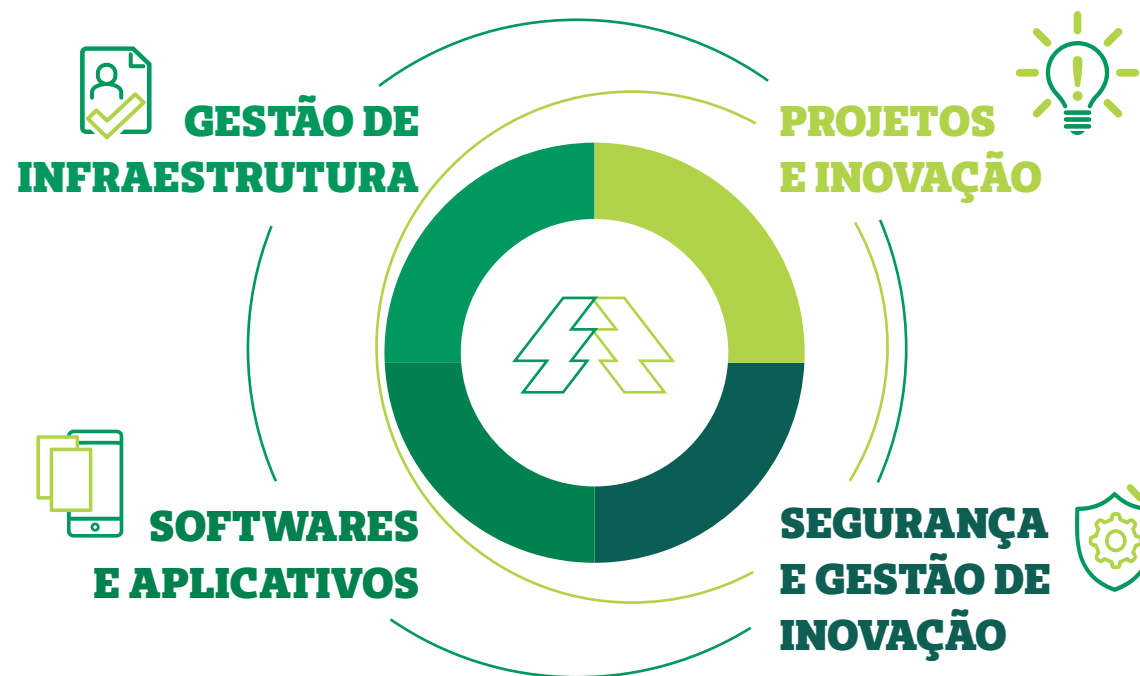 GESTÃO DE
INFRAESTRUTURA
PROJETOS
E INOVAÇÃO
SOFTWARES
E APLICATIVOS
SEGURANÇA
E GESTÃO DE
INOVAÇÃO